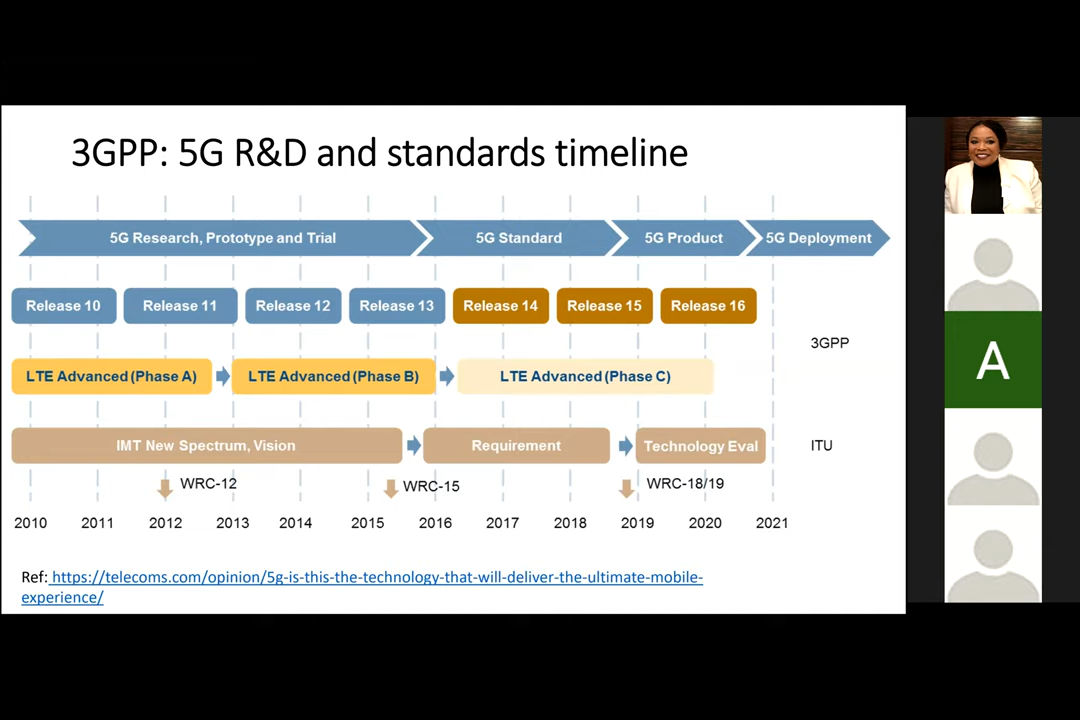 3GPP: 5G R&D and standards timeline
5G Research, Prototype and Trial
5G Standard
5G Product
5G Deployment
Release 10
Release 11
Release 12
Release 13
Release 14
Release 15
Release 16
3GPP
LTE Advanced (Phase A)
LTE Advanced (Phase B)
LTE Advanced (Phase C)
IMT New Spectrum, Vision
Requirement
Technology Eval
ITU
WRC-12
WRC-15
WRC-18/19
2010 2011 2012 2013 2014 2015 2016 2017 2018 2019 2020 2021
Ref: https://telecoms.com/opinion/5g-is-this-the-technology-that-will-deliver-the-ultimate-mobile-
experience/
A